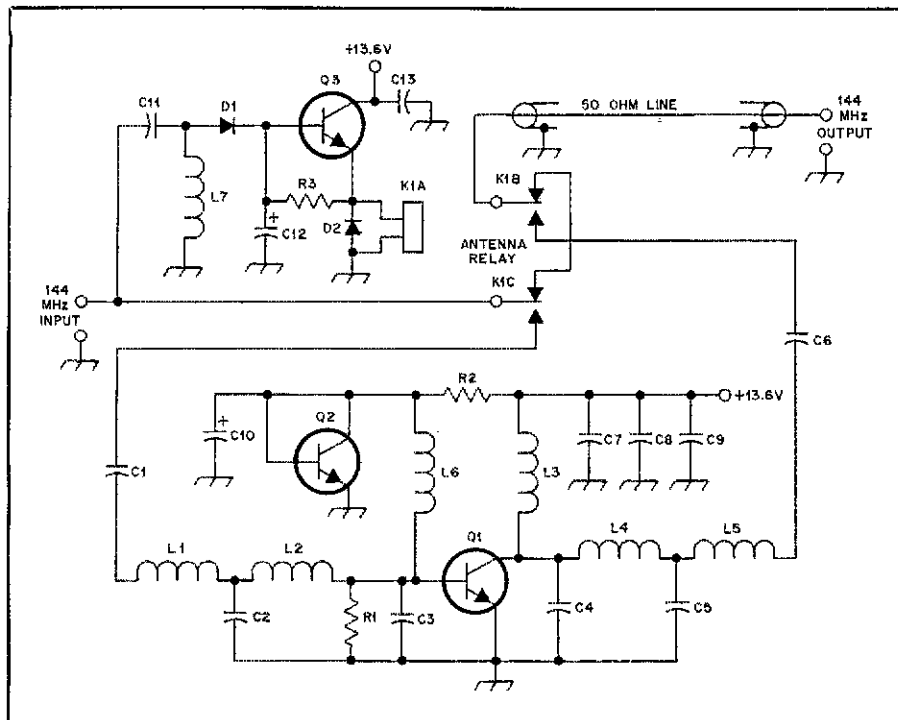 +13.6V
Q3
C13
C11
D1
50 OHM LINE
144
MHz
OUTPUT
L7
R3
K1A
K1B
C12
D2
ANTENNA
RELAY
K1C
144
MHz
INPUT
C6
R2
+13.6V
Q2
C10
C7
C8
C9
C1
L6
L3
L1
L2
Q1
L4
L5
C2
R1
C3
C4
C5